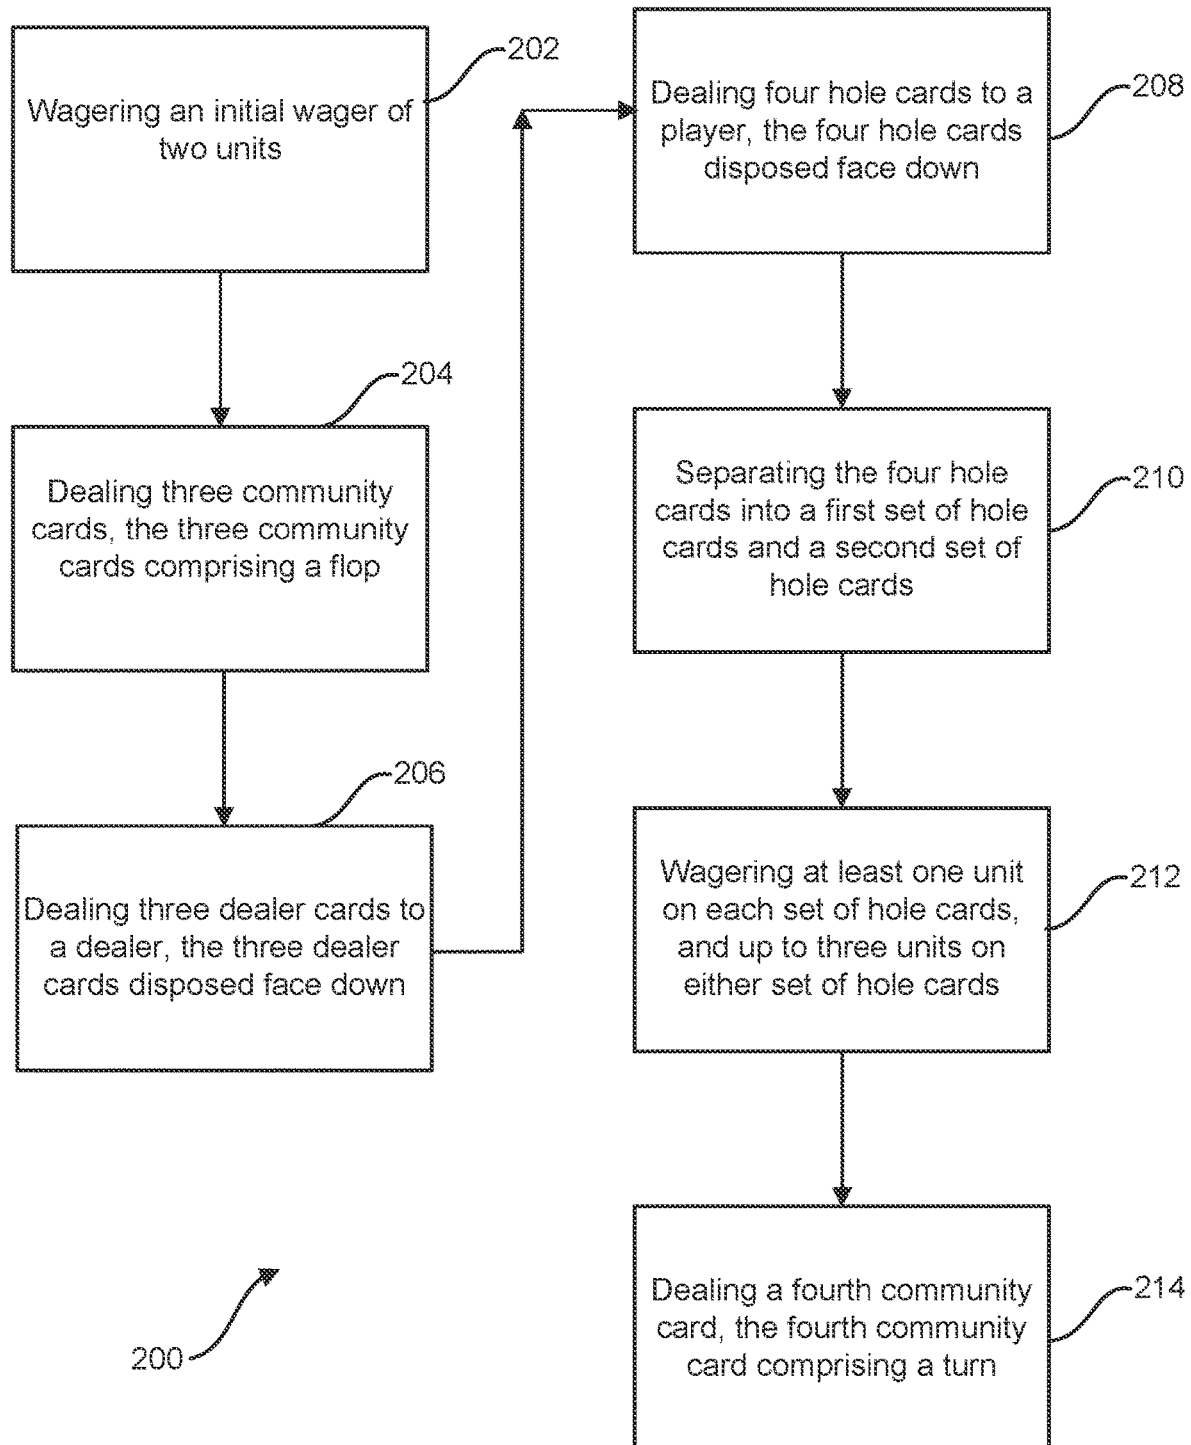 202
Wagering an initial wager of
two units
204
Dealing three community
cards, the three community
cards comprising a flop
206
Dealing three dealer cards to
a dealer, the three dealer
cards disposed face down
208
Dealing four hole cards to a
player, the four hole cards
disposed face down
210
Separating the four hole
cards into a first set of hole
cards and a second set of
hole cards
212
Wagering at least one unit
on each set of hole cards,
and up to three units on
either set of hole cards
214
Dealing a fourth community
card, the fourth community
card comprising a turn
200